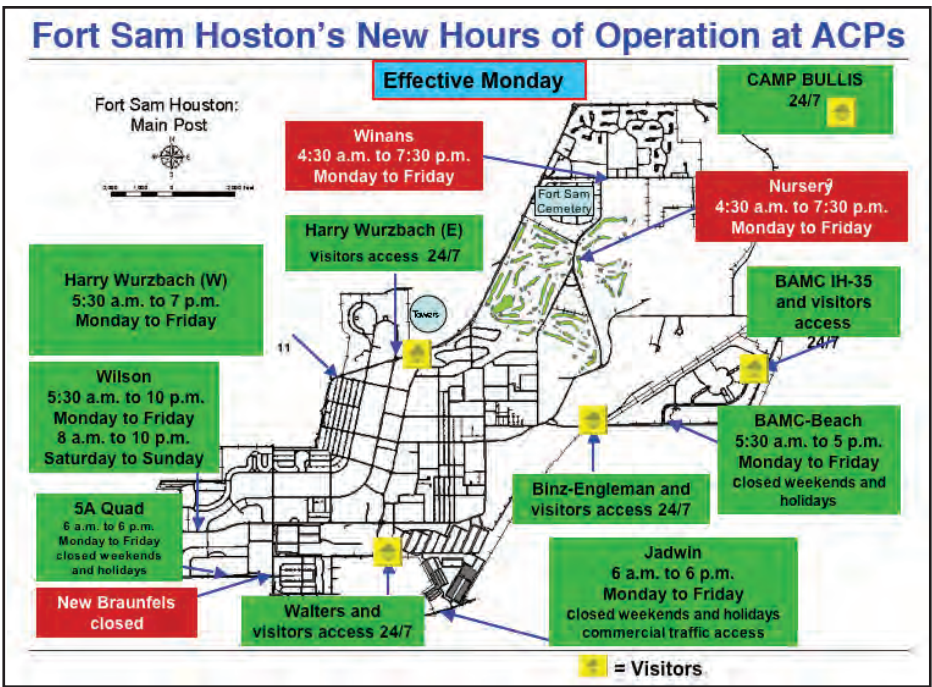 Fort Sam Hoston's New Hours of Operation at ACPs
Effective Monday
CAMP BULLIS
24/7
Fort Sam Houston:
Main Post
N
W
E
S
Winans
4:30 a.m. to 7:30 p.m.
Monday to Friday
Fort Sam
Cemetery
Nursery
4:30 a.m. to 7:30 p.m.
Monday to Friday
Harry Wurzbach (E)
Visitors access 24/7
Harry Wurzbach (W)
5:30 a.m. to 7 p.m.
Monday to Friday
Towers
BAMC IH-35
and visitors
access
24/7
11
Wilson
5:30 a.m. to 10 p.m.
Monday to Friday
8 a.m. to 10 p.m.
Saturday to Sunday
BAMC-Beach
5:30 a.m. to 5 p.m.
Monday to Friday
Closed weekends and
holidays
Binz-Engleman and
visitors access 24/7
5A Quad
6 a.m. to 6 p.m.
Monday to Friday
closed weekends
and holidays
New Braunfels
closed
Walters and
visitors access 24/7
Jadwin
6 a.m. to 6 p.m.
Monday to Friday
Closed weekends and holidays
commercial traffic access
= Visitors